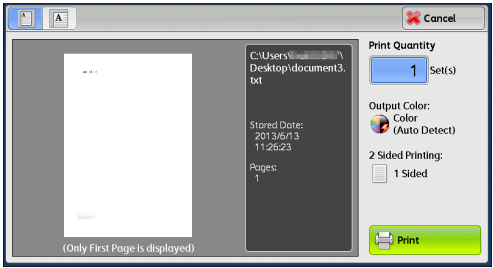 A
A
Cancel
C:\Users\ \
Desktop\document3.
txt
Stored Date:
2013/6/13
11:26:23
Pages:
1
(Only First Page is displayed)
Print Quantity
1 Set(s)
Output Color:
Color
(Auto Detect)
2 Sided Printing:
1 Sided
Print